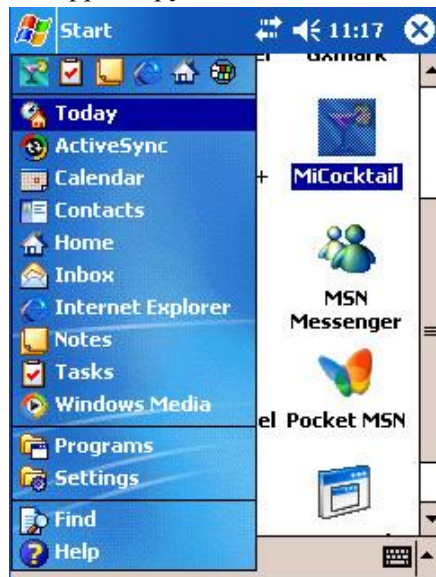 Start 11:17
Today
ActiveSync
Calendar
Contacts
Home
Inbox
Internet Explorer
Notes
Tasks
Windows Media
Programs
Settings
Find
Help
MiCocktail
MSN
Messenger
el Pocket MSN